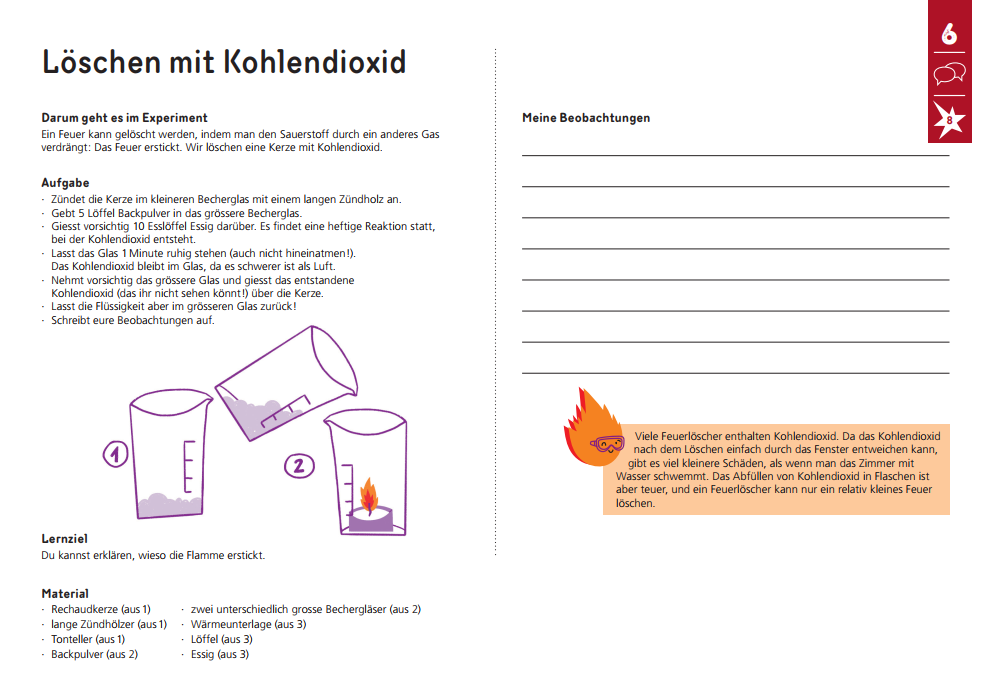 Löschen mit Kohlendioxid
Darum geht es im Experiment
Ein Feuer kann gelöscht werden, indem man den Sauerstoff durch ein anderes Gas
verdrängt: Das Feuer erstickt. Wir löschen eine Kerze mit Kohlendioxid.
Aufgabe
· Zündet die Kerze im kleineren Becherglas mit einem langen Zündholz an.
· Gebt 5 Löffel Backpulver in das grössere Becherglas.
· Giesst vorsichtig 10 Esslöffel Essig darüber. Es findet eine heftige Reaktion statt,
bei der Kohlendioxid entsteht.
· Lasst das Glas 1 Minute ruhig stehen (auch nicht hineinatmen!).
Das Kohlendioxid bleibt im Glas, da es schwerer ist als Luft.
· Nehmt vorsichtig das grössere Glas und giesst das entstandene
Kohlendioxid (das ihr nicht sehen könnt!) über die Kerze.
· Lasst die Flüssigkeit aber im grösseren Glas zurück!
· Schreibt eure Beobachtungen auf.
1
2
Lernziel
Du kannst erklären, wieso die Flamme erstickt.
Material
· Rechaudkerze (aus 1)
· lange Zündhölzer (aus 1)
· Tonteller (aus 1)
· Backpulver (aus 2)
· zwei unterschiedlich grosse Bechergläser (aus 2)
· Wärmeunterlage (aus 3)
· Löffel (aus 3)
· Essig (aus 3)
6
8
Meine Beobachtungen
Viele Feuerlöscher enthalten Kohlendioxid. Da das Kohlendioxid
nach dem Löschen einfach durch das Fenster entweichen kann,
gibt es viel kleinere Schäden, als wenn man das Zimmer mit
Wasser schwemmt. Das Abfüllen von Kohlendioxid in Flaschen ist
aber teuer, und ein Feuerlöscher kann nur ein relativ kleines Feuer
löschen.